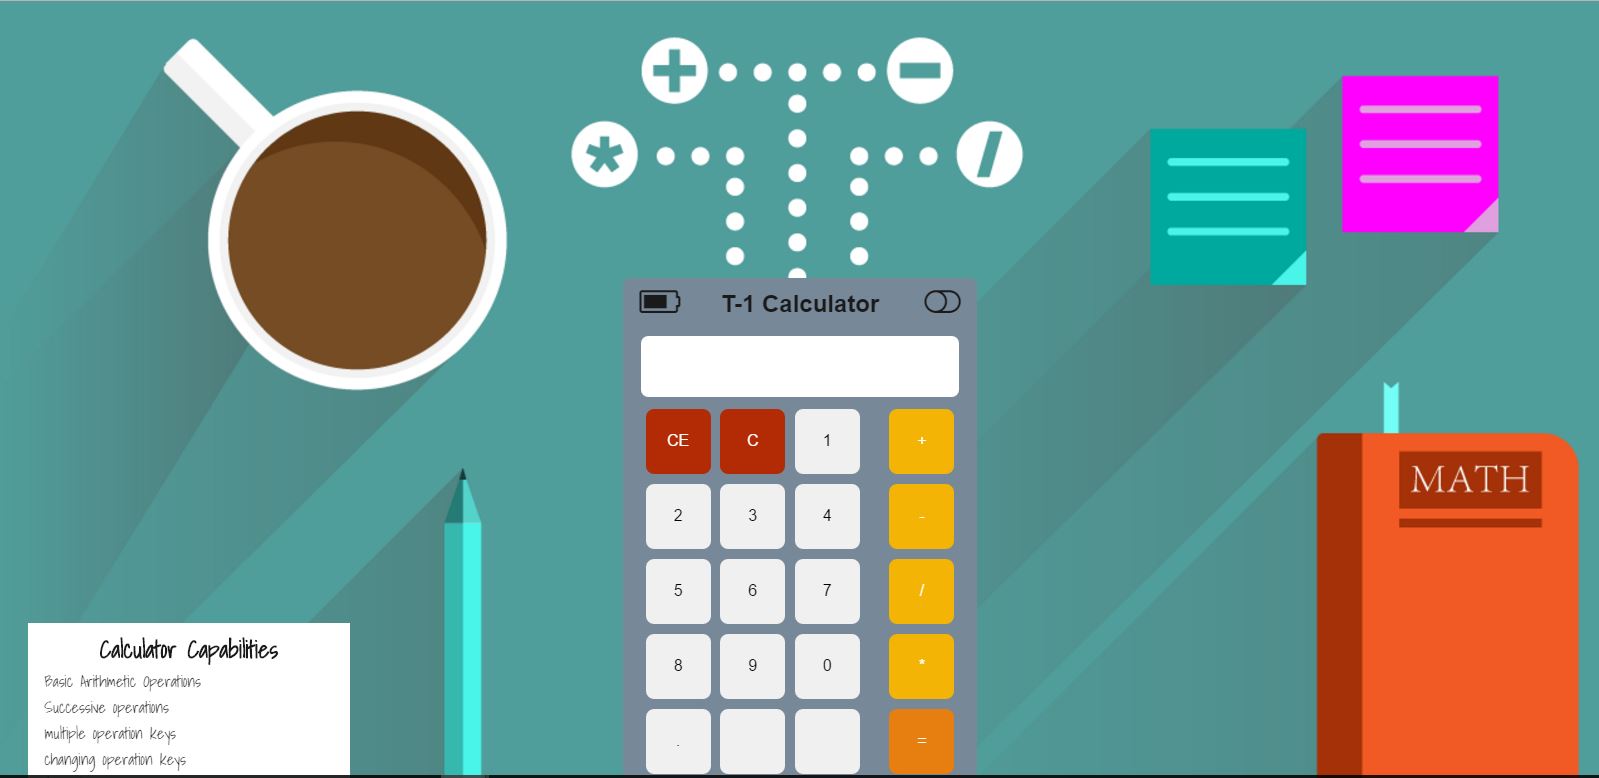 + -
* /
T-1 Calculator
CE C 1 +
2 3 4 -
5 6 7 /
8 9 0 *
. =
MATH
Calculator Capabilities
Basic Arithmetic Operations
Successive operations
multiple operation keys
changing operation keys